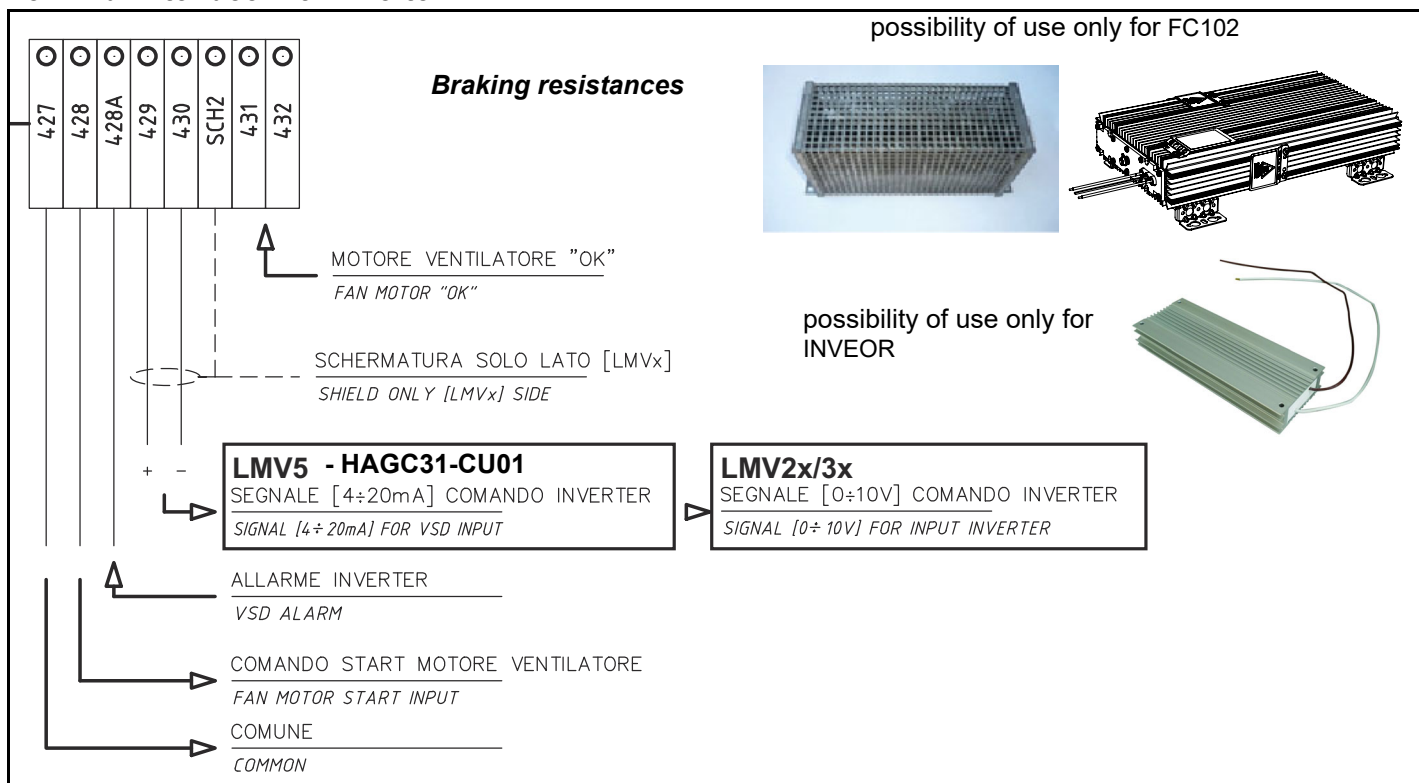 possibility of use only for FC102
Braking resistances
427
428
428A
429
430
SCH2
431
432
MOTORE VENTILATORE "OK"
FAN MOTOR "OK"
possibility of use only for
INVEOR
SCHERMATURA SOLO LATO [LMVx]
SHIELD ONLY [LMVx] SIDE
+ -
LMV5 - HAGC31-CU01
SEGNALE [4÷20mA] COMANDO INVERTER
SIGNAL [4÷20mA] FOR VSD INPUT
LMV2x/3x
SEGNALE [0÷10V] COMANDO INVERTER
SIGNAL [0÷10V] FOR INPUT INVERTER
ALLARME INVERTER
VSD ALARM
COMANDO START MOTORE VENTILATORE
FAN MOTOR START INPUT
COMUNE
COMMON